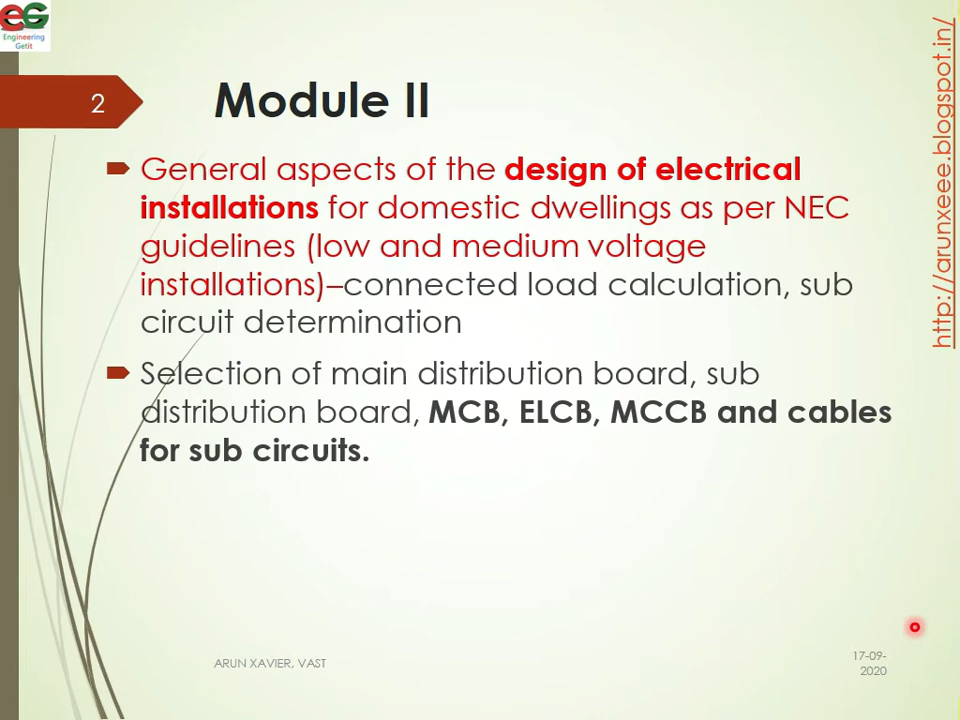 EG
Engineering
Getit
2
Module II
General aspects of the design of electrical
installations for domestic dwellings as per NEC
guidelines (low and medium voltage
installations)–connected load calculation, sub
circuit determination
Selection of main distribution board, sub
distribution board, MCB, ELCB, MCCB and cables
for sub circuits.
http://arunxeee.blogspot.in/
ARUN XAVIER, VAST
17-09-
2020